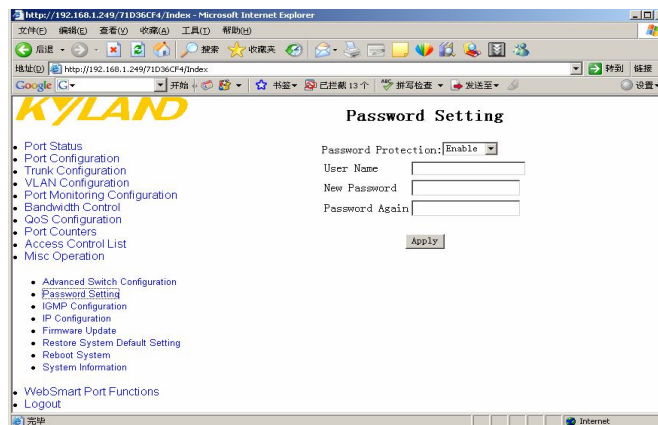 http://192.168.1.249/71D36CF4/Index - Microsoft Internet Explorer
文件(F) 编辑(E) 查看(V) 收藏(A) 工具(T) 帮助(H)
后退 搜索 收藏夹
地址(D) http://192.168.1.249/71D36CF4/Index 转到 链接
Google G 开始 书签 已拦截 13 个 拼写检查 发送至 设置
KYLAND
Password Setting
Port Status
Port Configuration
Trunk Configuration
VLAN Configuration
Port Monitoring Configuration
Bandwidth Control
QoS Configuration
Port Counters
Access Control List
Misc Operation
Advanced Switch Configuration
Password Setting
IGMP Configuration
IP Configuration
Firmware Update
Restore System Default Setting
Reboot System
System Information
WebSmart Port Functions
Logout
Password Protection: Enable
User Name
New Password
Password Again
Apply
完毕 Internet